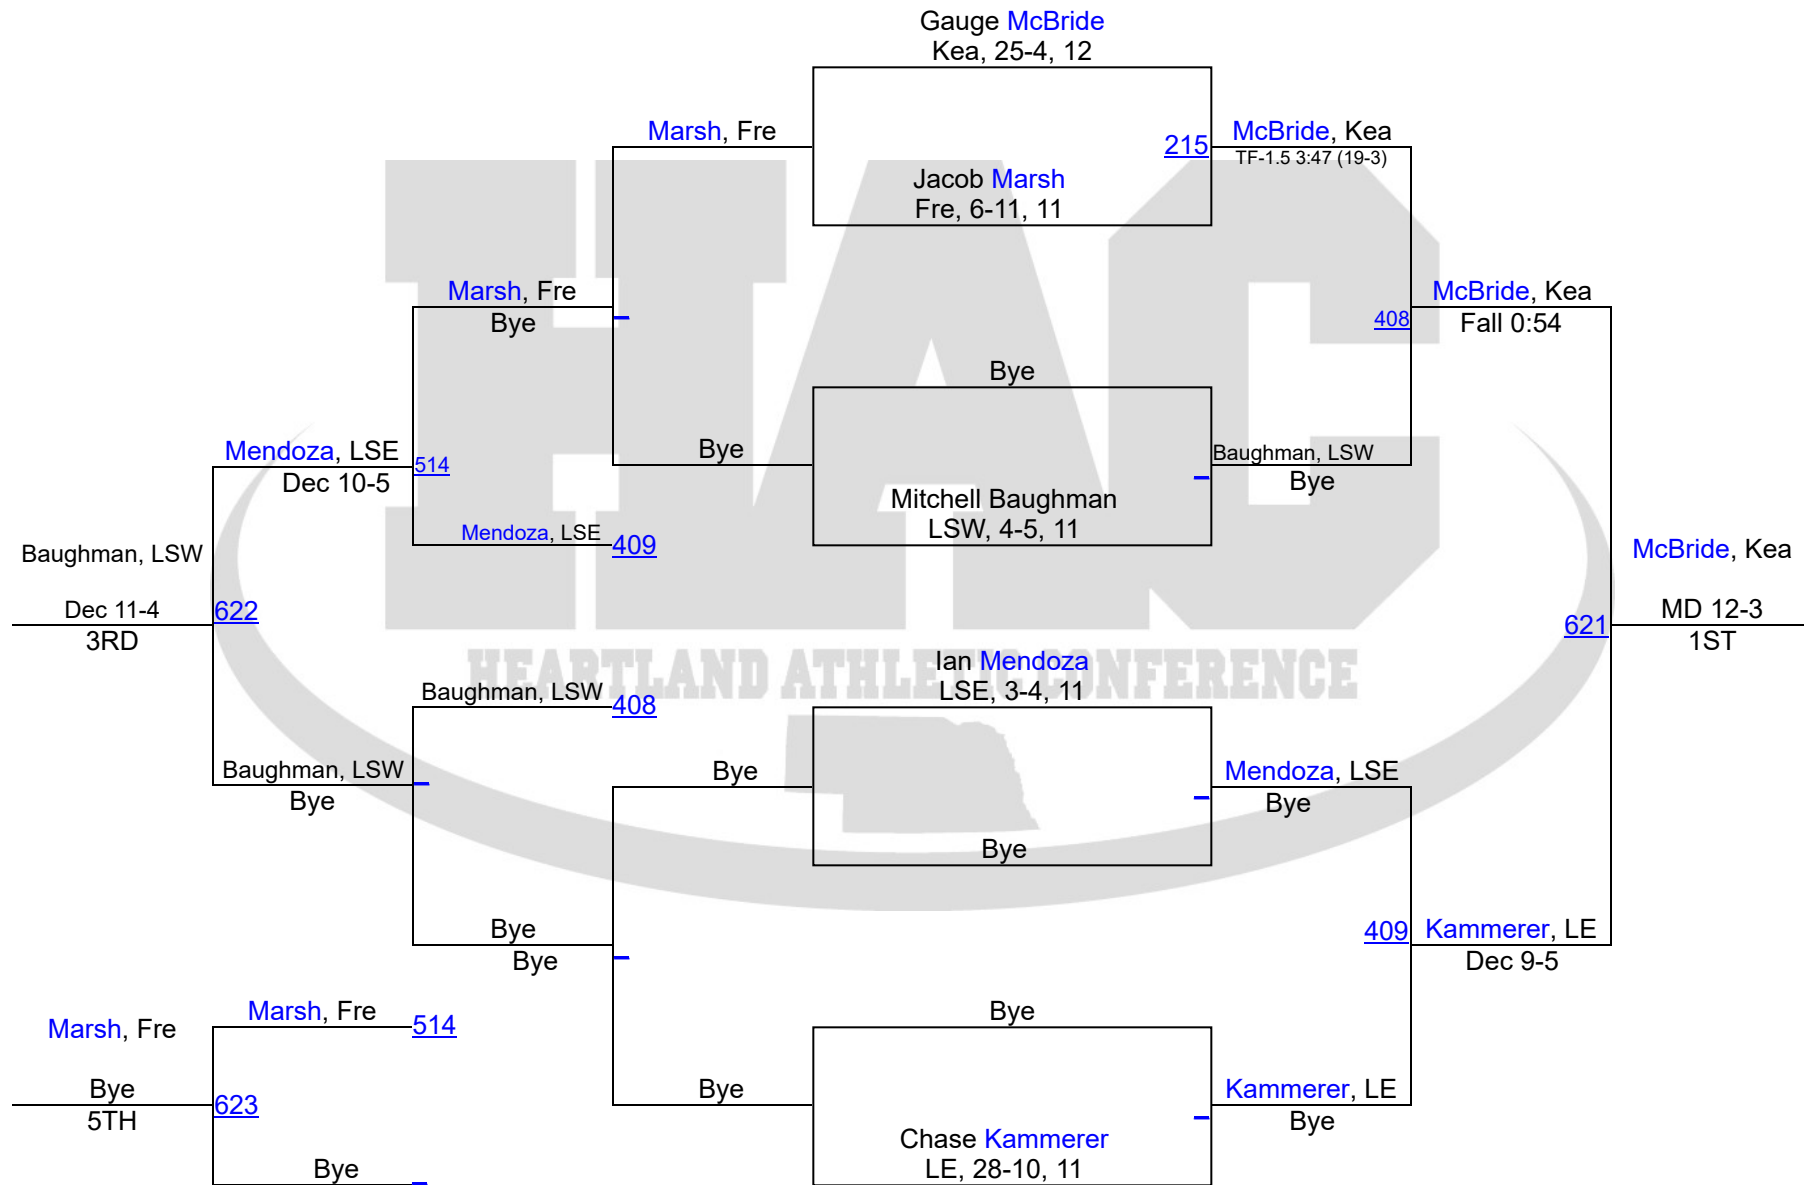 Gauge McBride
Kea, 25-4, 12
Marsh, Fre
215
McBride, Kea
TF-1.5 3:47 (19-3)
Jacob Marsh
Fre, 6-11, 11
Marsh, Fre
Bye
408
McBride, Kea
Fall 0:54
Bye
Bye
Baughman, LSW
Bye
Mitchell Baughman
LSW, 4-5, 11
Mendoza, LSE
Dec 10-5
514
Mendoza, LSE
409
Baughman, LSW
Dec 11-4
3RD
622
McBride, Kea
MD 12-3
1ST
621
HAC
HEARTLAND ATHLETIC CONFERENCE
Ian Mendoza
LSE, 3-4, 11
Baughman, LSW
408
Baughman, LSW
Bye
Bye
Mendoza, LSE
Bye
Bye
Bye
Bye
409
Kammerer, LE
Dec 9-5
Marsh, Fre
Bye
5TH
Marsh, Fre
514
623
Bye
Bye
Bye
Kammerer, LE
Bye
Chase Kammerer
LE, 28-10, 11